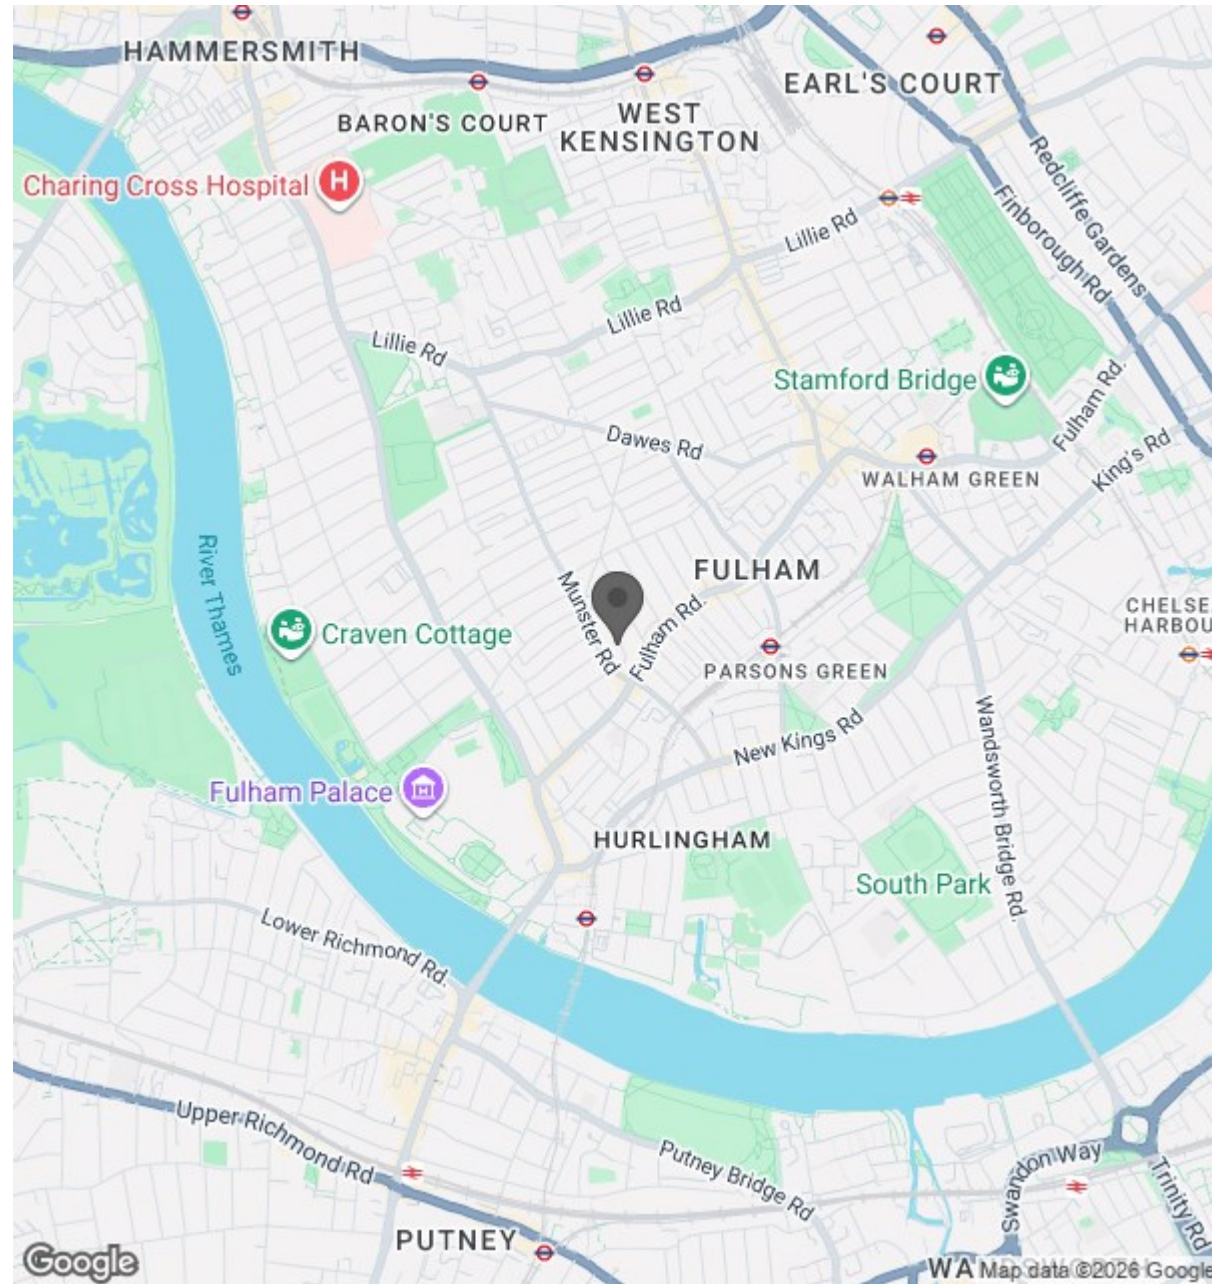 HAMMERSMITH
EARL'S COURT
WEST
KENSINGTON
BARON'S COURT
Charing Cross Hospital
H
Redcliffe Gardens
Finborough Rd
Lillie Rd
Lillie Rd
Lillie Rd
Stamford Bridge
Fulham Rd.
Dawes Rd
King's Rd
WALHAM GREEN
River Thames
FULHAM
Munster Rd
Fulham Rd.
CHELSE
HARBOU
Craven Cottage
PARSONS GREEN
New Kings Rd
Wandsworth Bridge Rd.
Fulham Palace
HURLINGHAM
South Park
Lower Richmond Rd.
Upper Richmond Rd
Putney Bridge Rd
Swandon Way
Trinity Rd
PUTNEY
WANDSWORTH
Google
Map data ©2026 Google